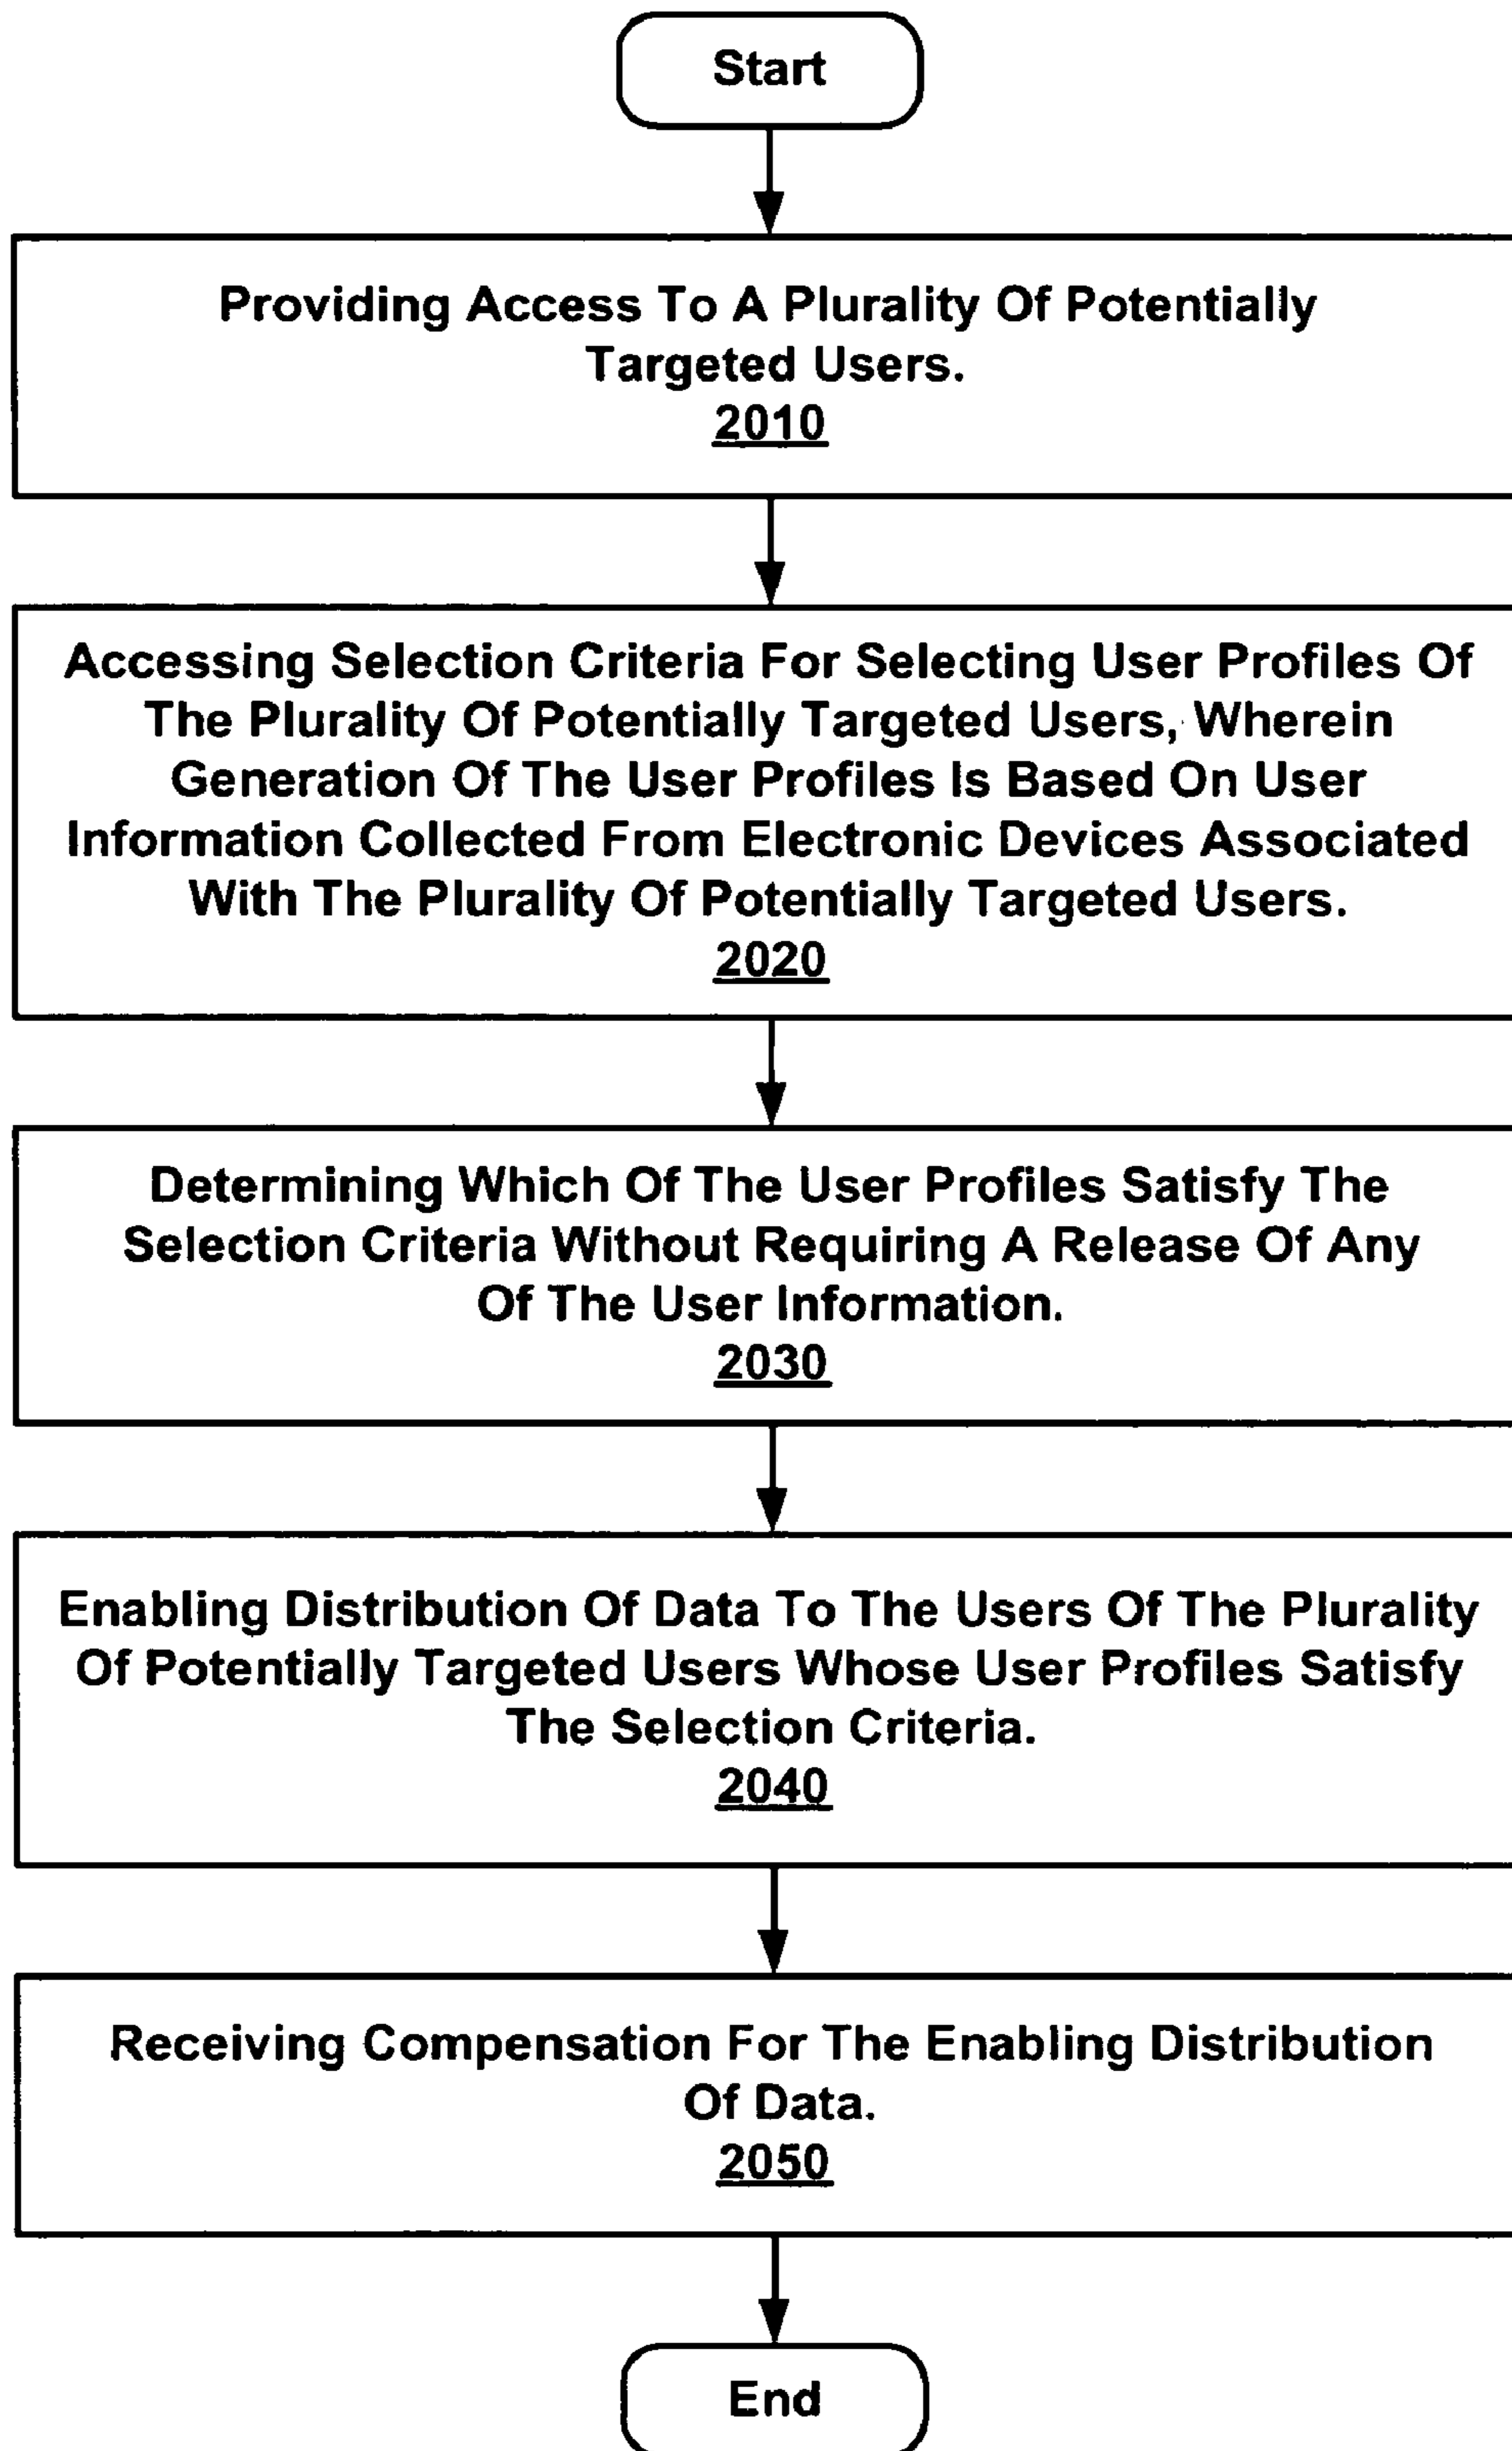 Start
Providing Access To A Plurality Of Potentially
Targeted Users.
2010
Accessing Selection Criteria For Selecting User Profiles Of
The Plurality Of Potentially Targeted Users, Wherein
Generation Of The User Profiles Is Based On User
Information Collected From Electronic Devices Associated
With The Plurality Of Potentially Targeted Users.
2020
Determining Which Of The User Profiles Satisfy The
Selection Criteria Without Requiring A Release Of Any
Of The User Information.
2030
Enabling Distribution Of Data To The Users Of The Plurality
Of Potentially Targeted Users Whose User Profiles Satisfy
The Selection Criteria.
2040
Receiving Compensation For The Enabling Distribution
Of Data.
2050
End